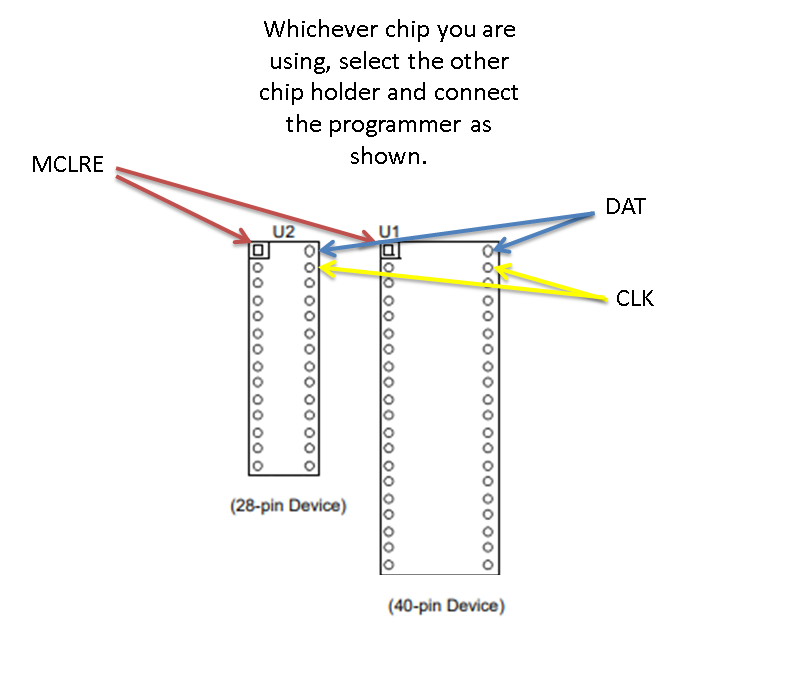 Whichever chip you are
using, select the other
chip holder and connect
the programmer as
shown.
MCLRE
DAT
U2
U1
CLK
(28-pin Device)
(40-pin Device)